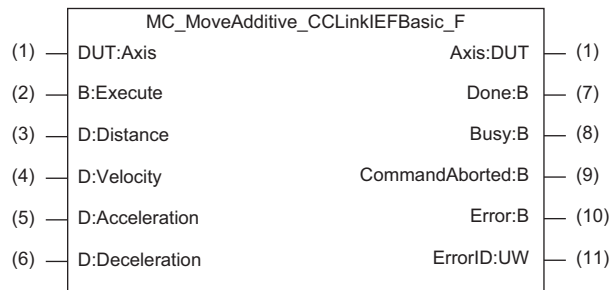 MC_MoveAdditive_CCLinkIEFBasic_F
(1) DUT:Axis Axis:DUT (1)
(2) B:Execute Done:B (7)
(3) D:Distance Busy:B (8)
(4) D:Velocity CommandAborted:B (9)
(5) D:Acceleration Error:B (10)
(6) D:Deceleration ErrorID:UW (11)